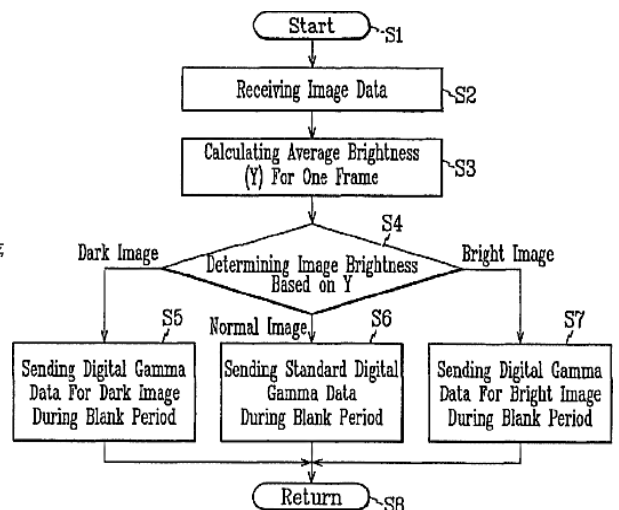 Start
S1
Receiving Image Data
S2
Calculating Average Brightness
(Y) For One Frame
S3
S4
Dark Image
Determining Image Brightness
Based on Y
Bright Image
Normal Image
S5
S6
S7
Sending Digital Gamma
Data For Dark Image
During Blank Period
Sending Standard Digital
Gamma Data
During Blank Period
Sending Digital Gamma
Data For Bright Image
During Blank Period
Return
S8